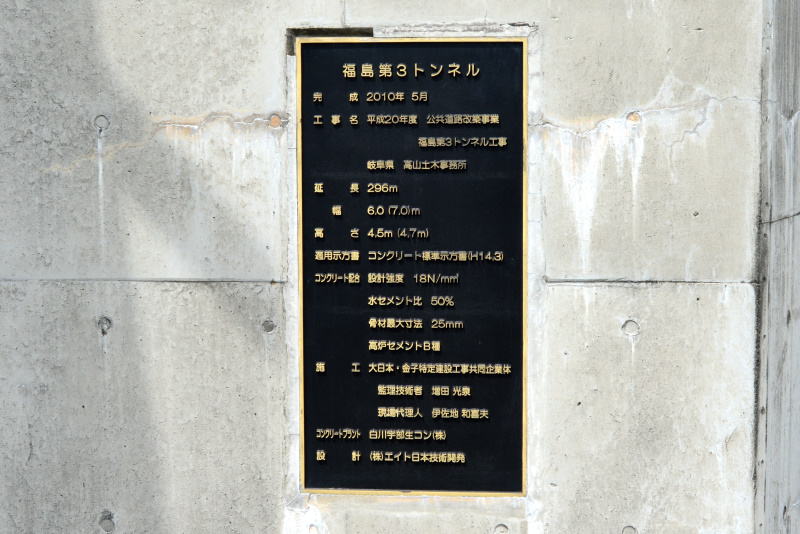 福島第3トンネル
完 成 2010年 5月
工 事 名 平成20年度 公共道路改築事業
福島第3トンネル工事
岐阜県 高山土木事務所
延 長 296m
幅 6.0 (7.0)m
高 さ 4.5m (4.7m)
適用示方書 コンクリート標準示方書(H14.3)
コンクリート配合 設計強度 18N/mm²
水セメント比 50%
骨材最大寸法 25mm
高炉セメントB種
施 工 大日本・金子特定建設工事共同企業体
監理技術者 増田 光泉
現場代理人 伊佐地 和喜夫
コンクリートプラント 白川宇部生コン(株)
設 計 (株)エイト日本技術開発